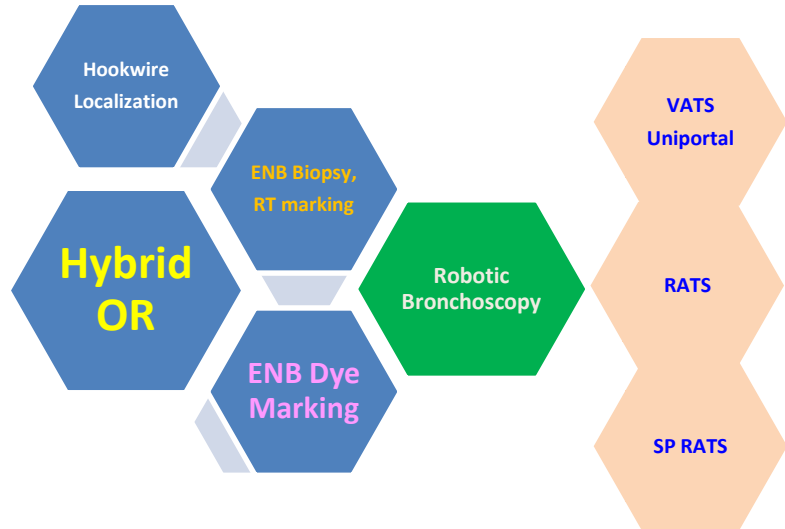 Hookwire
Localization
ENB Biopsy,
RT marking
Hybrid
OR
ENB Dye
Marking
Robotic
Bronchoscopy
VATS
Uniportal
RATS
SP RATS